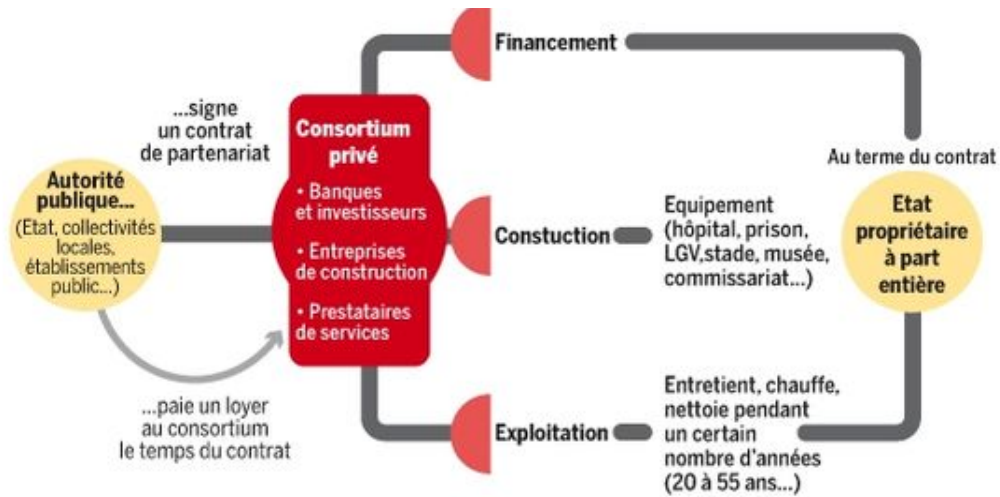 Autorité
publique...
(Etat, collectivités
locales,
établissements
public...)
...signe
un contrat
de partenariat
...paie un loyer
au consortium
le temps du contrat
Consortium
privé
• Banques
et investisseurs
• Entreprises
de construction
• Prestataires
de services
Financement
Constuction
Equipement
(hôpital, prison,
LGV,stade, musée,
commissariat...)
Exploitation
Entretient, chauffe,
nettoie pendant
un certain
nombre d'années
(20 à 55 ans...)
Au terme du contrat
Etat
propriétaire
à part
entière